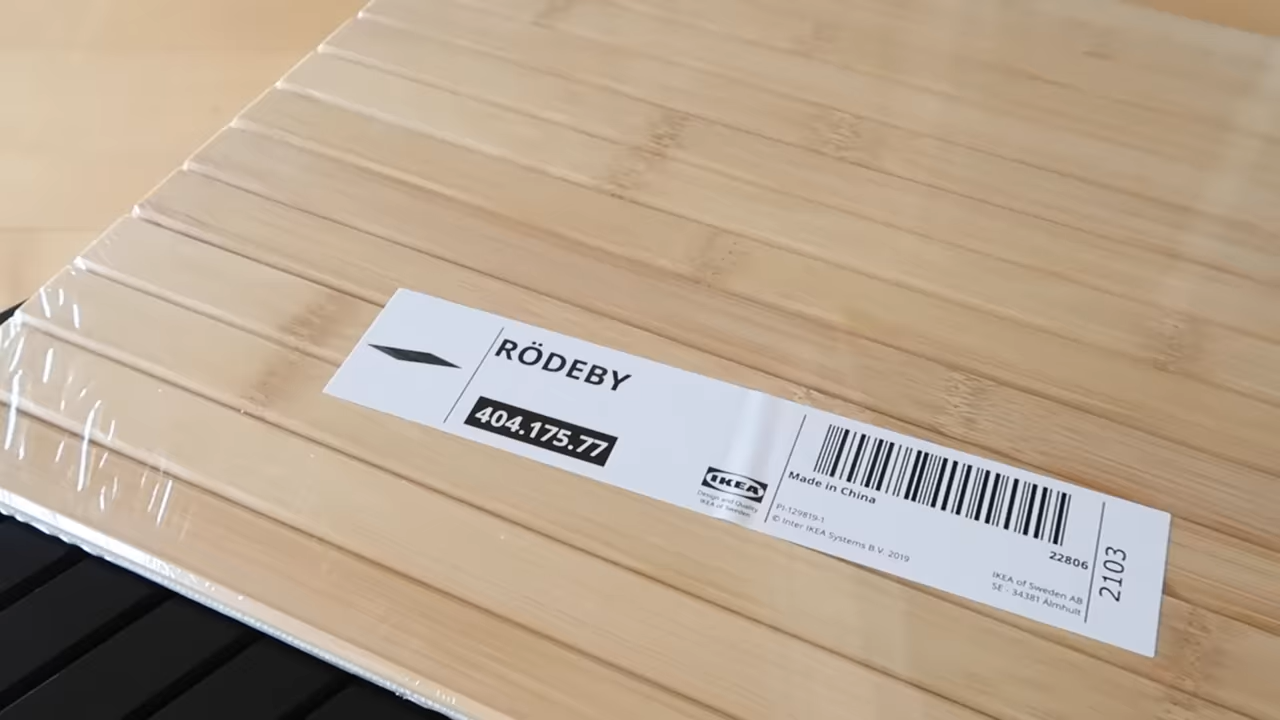 RÖDEBY
404.175.77
IKEA
Design and Quality
IKEA of Sweden
Made in China
PI-129819-1
© Inter IKEA Systems B.V. 2019
22806
IKEA of Sweden AB
SE - 34381 Älmhult
2103